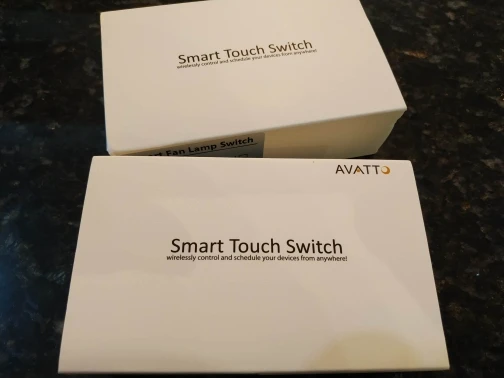 Smart Touch Switch
wirelessly control and schedule your devices from anywhere!
Fan Lamp Switch
AVATTO
Smart Touch Switch
wirelessly control and schedule your devices from anywhere!